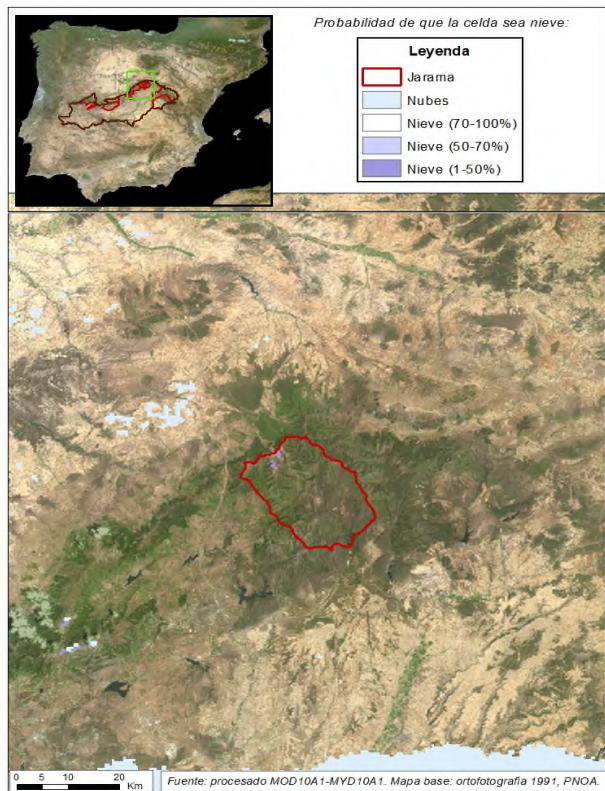 Probabilidad de que la celda sea nieve:
Leyenda
Jarama
Nubes
Nieve (70-100%)
Nieve (50-70%)
Nieve (1-50%)
0 5 10 20
Km
Fuente: procesado MOD10A1-MYD10A1. Mapa base: ortofotografía 1991, PNOA.